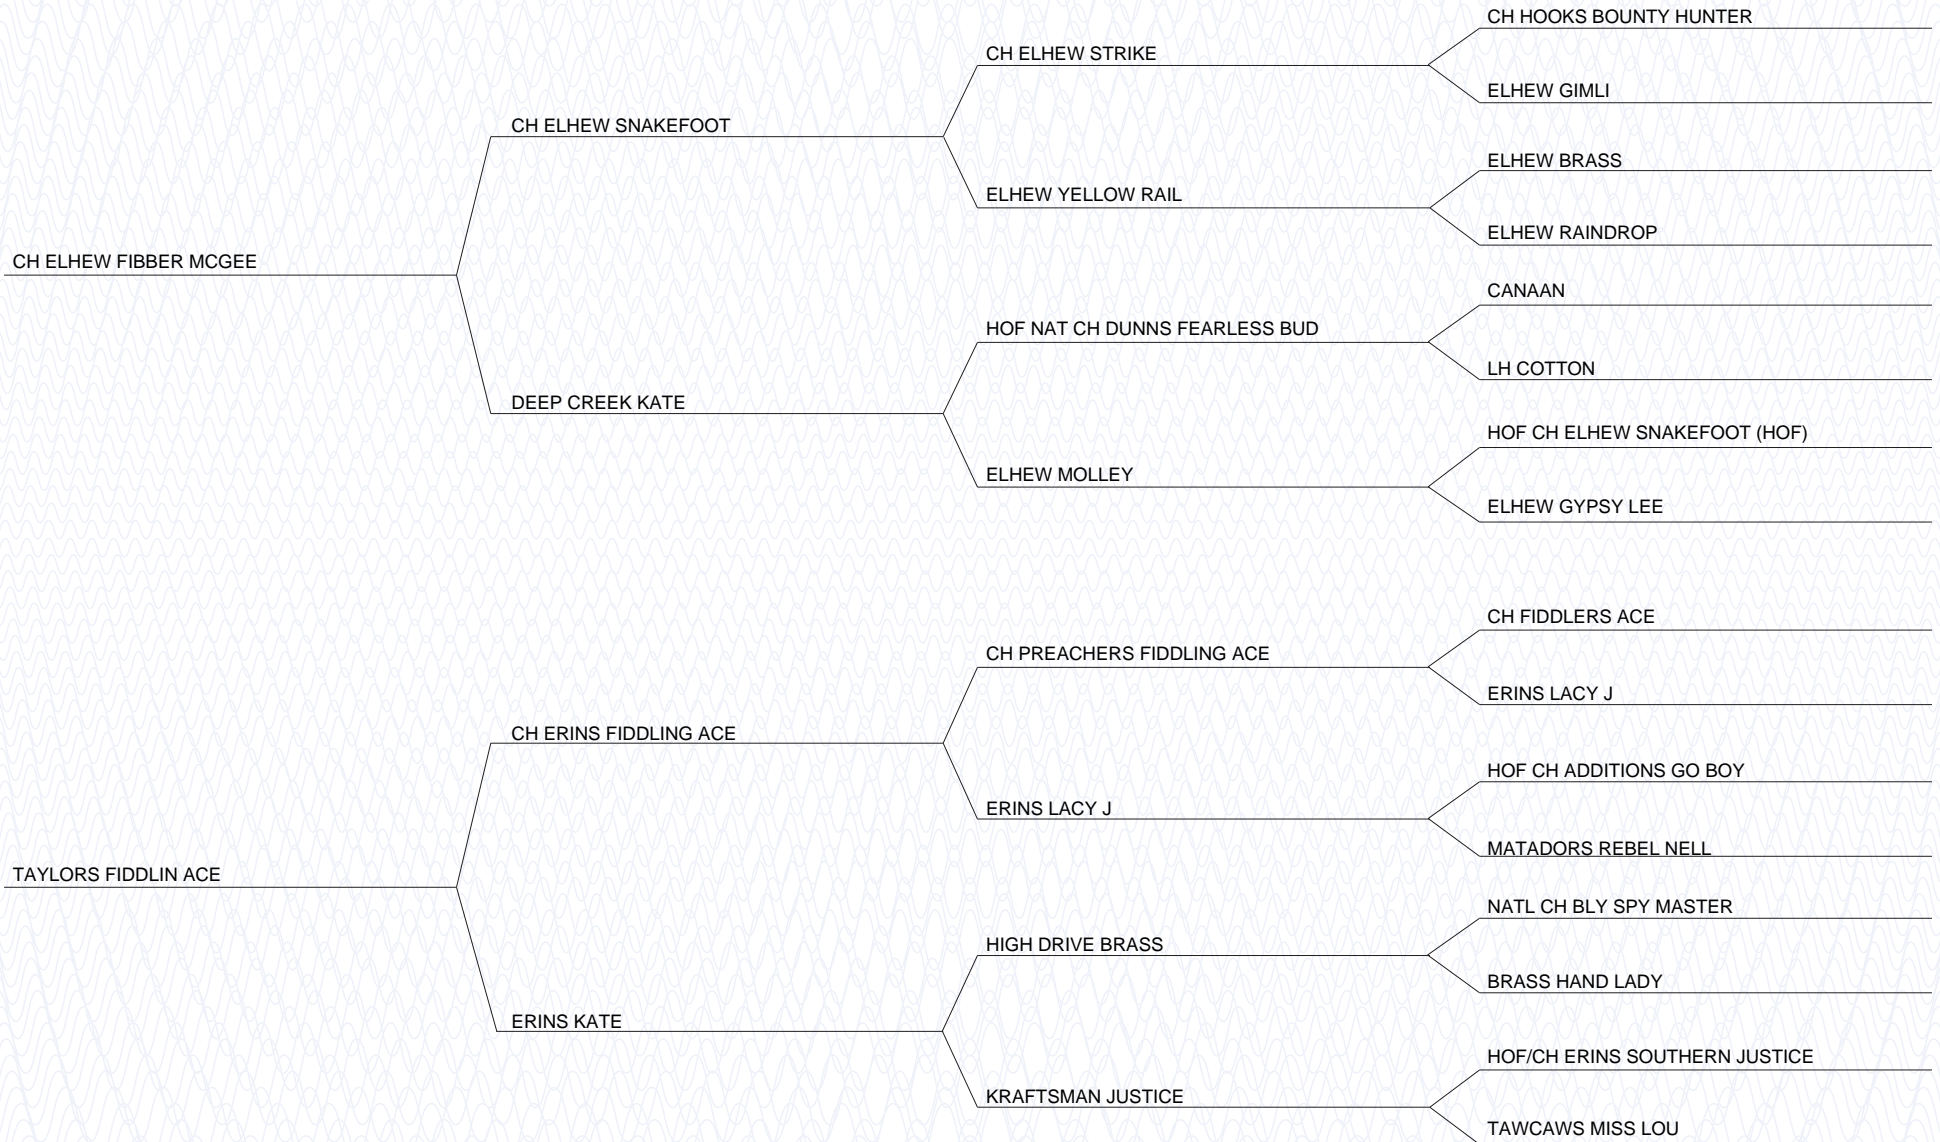 CH HOOKS BOUNTY HUNTER
CH ELHEW STRIKE
ELHEW GIMLI
CH ELHEW SNAKEFOOT
ELHEW BRASS
ELHEW YELLOW RAIL
ELHEW RAINDROP
CH ELHEW FIBBER MCGEE
CANAAN
HOF NAT CH DUNNS FEARLESS BUD
LH COTTON
DEEP CREEK KATE
HOF CH ELHEW SNAKEFOOT (HOF)
ELHEW MOLLEY
ELHEW GYPSY LEE
CH FIDDLERS ACE
CH PREACHERS FIDDLING ACE
ERINS LACY J
CH ERINS FIDDLING ACE
HOF CH ADDITIONS GO BOY
ERINS LACY J
MATADORS REBEL NELL
TAYLORS FIDDLIN ACE
NATL CH BLY SPY MASTER
HIGH DRIVE BRASS
BRASS HAND LADY
ERINS KATE
HOF/CH ERINS SOUTHERN JUSTICE
KRAFTSMAN JUSTICE
TAWCAWS MISS LOU